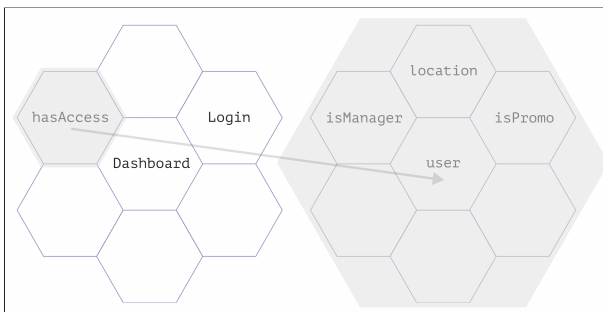 location
hasAccess
Login
isManager
isPromo
Dashboard
user